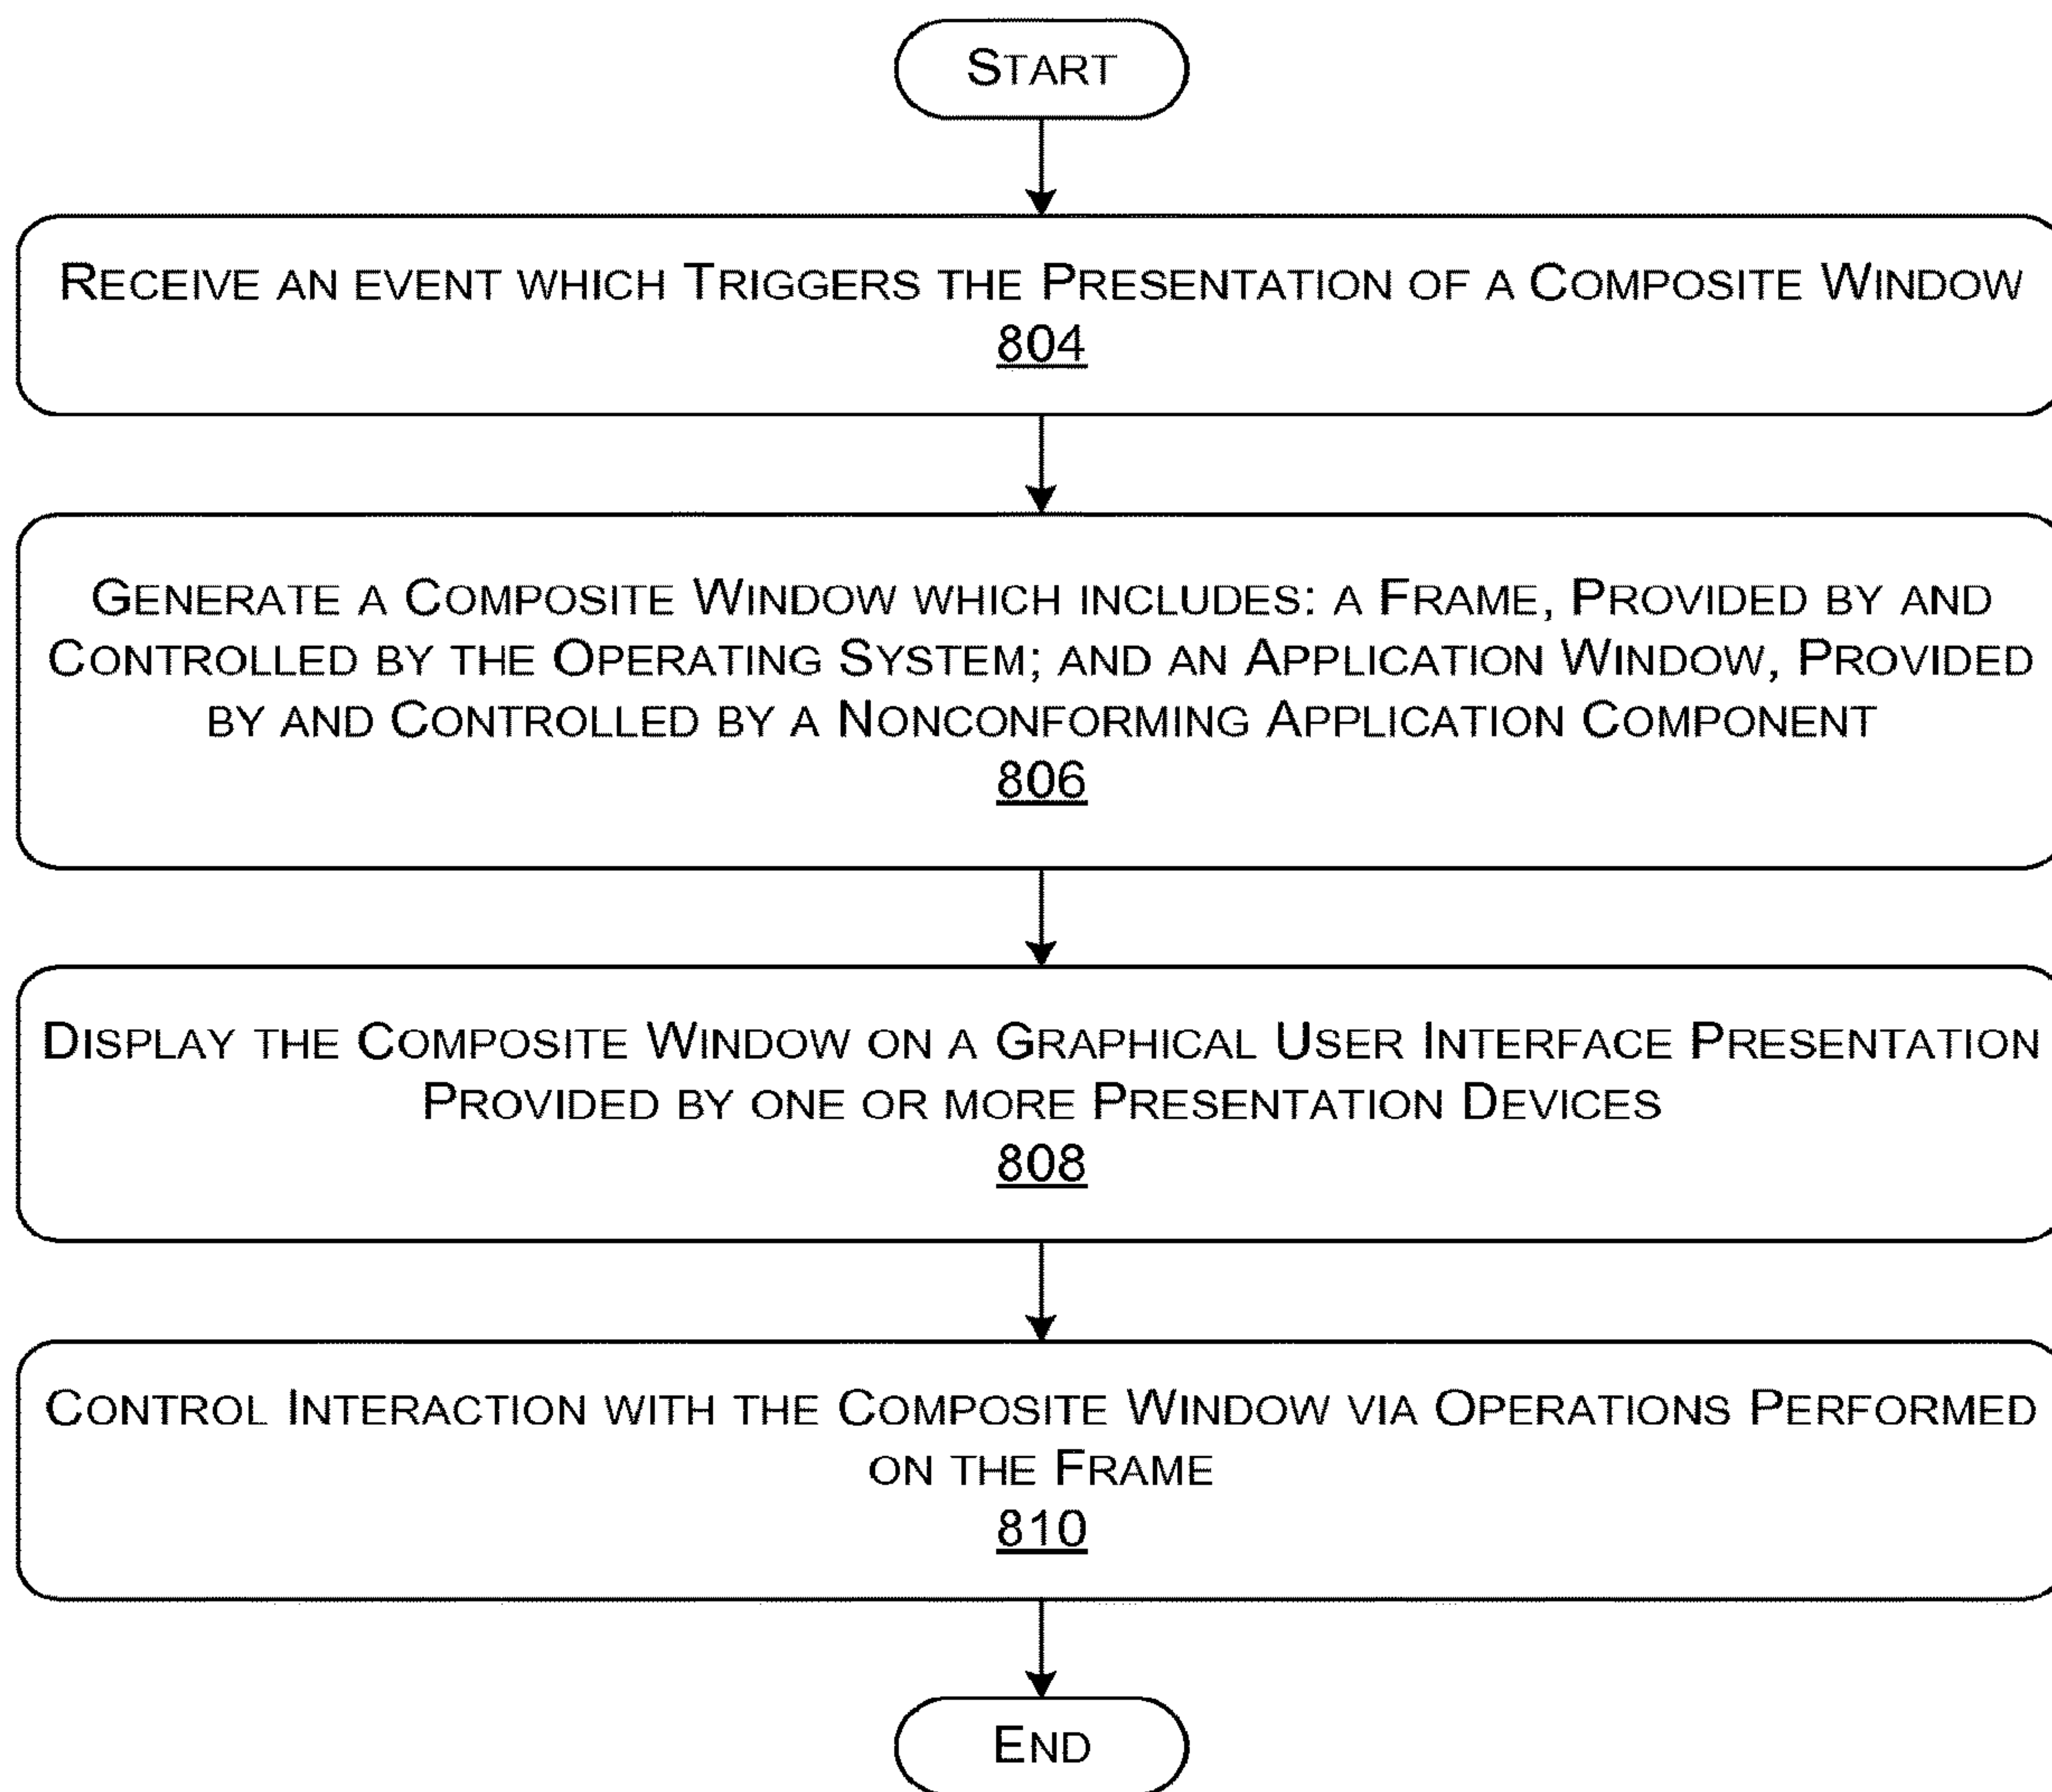 START
RECEIVE AN EVENT WHICH TRIGGERS THE PRESENTATION OF A COMPOSITE WINDOW
804
GENERATE A COMPOSITE WINDOW WHICH INCLUDES: A FRAME, PROVIDED BY AND
CONTROLLED BY THE OPERATING SYSTEM; AND AN APPLICATION WINDOW, PROVIDED
BY AND CONTROLLED BY A NONCONFORMING APPLICATION COMPONENT
806
DISPLAY THE COMPOSITE WINDOW ON A GRAPHICAL USER INTERFACE PRESENTATION
PROVIDED BY ONE OR MORE PRESENTATION DEVICES
808
CONTROL INTERACTION WITH THE COMPOSITE WINDOW VIA OPERATIONS PERFORMED
ON THE FRAME
810
END